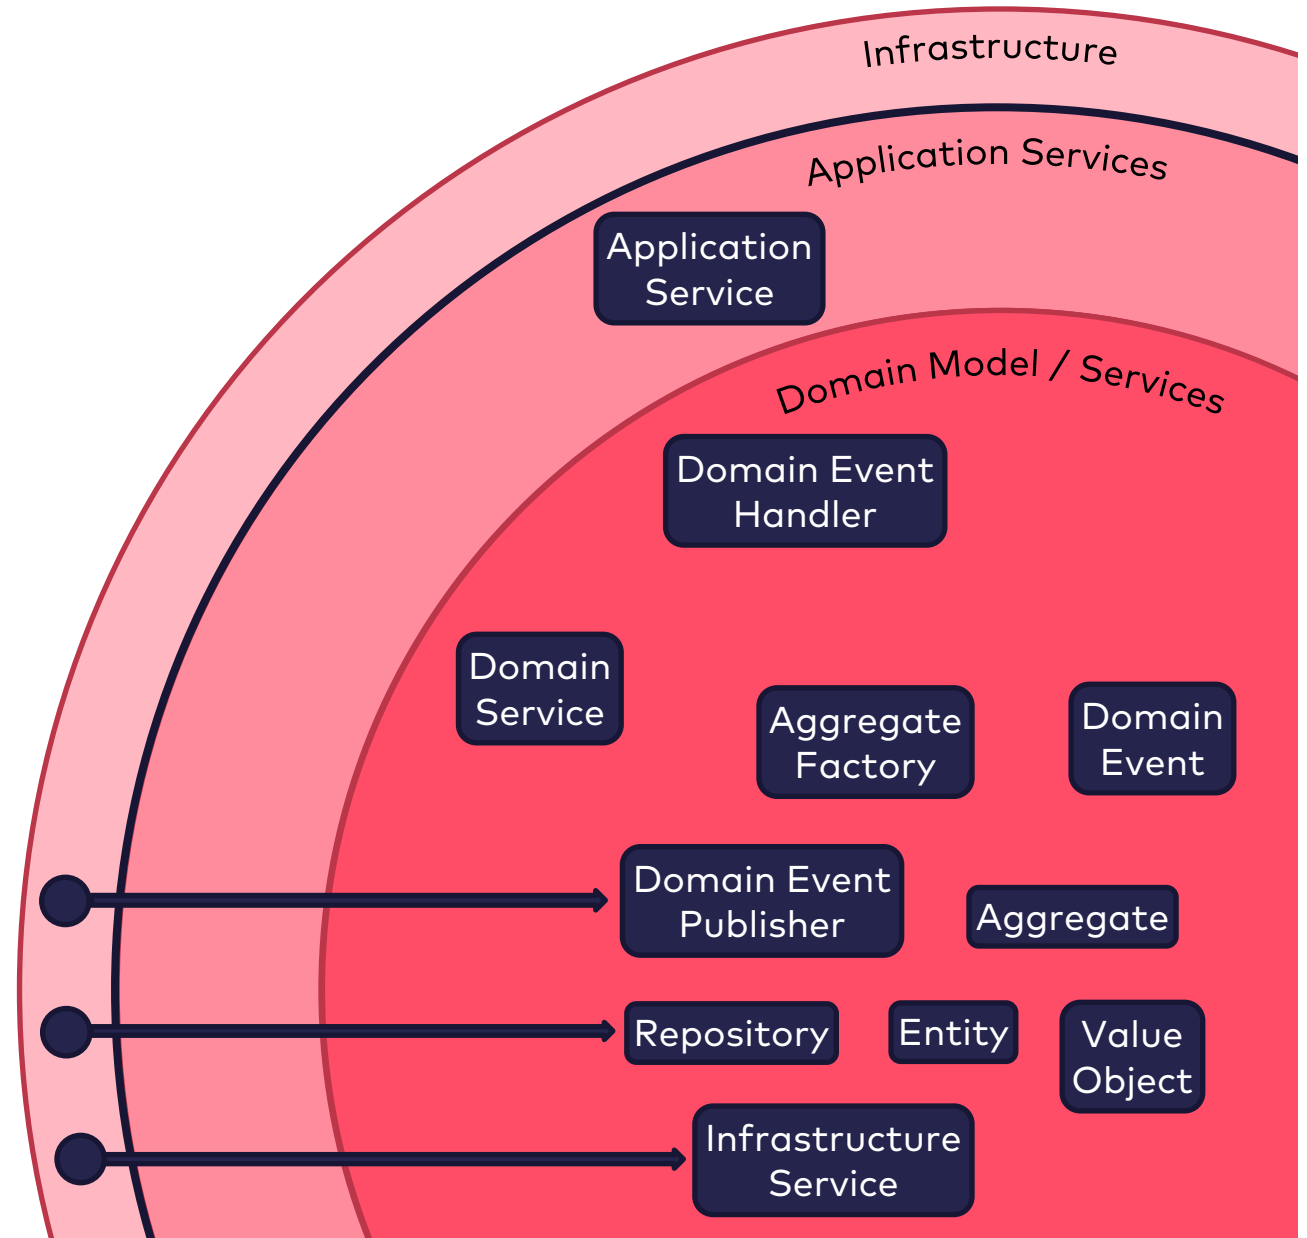 Infrastructure
Application Services
Application
Service
Domain Model / Services
Domain Event
Handler
Domain
Service
Aggregate
Factory
Domain
Event
Domain Event
Publisher
Aggregate
Repository
Entity
Value
Object
Infrastructure
Service